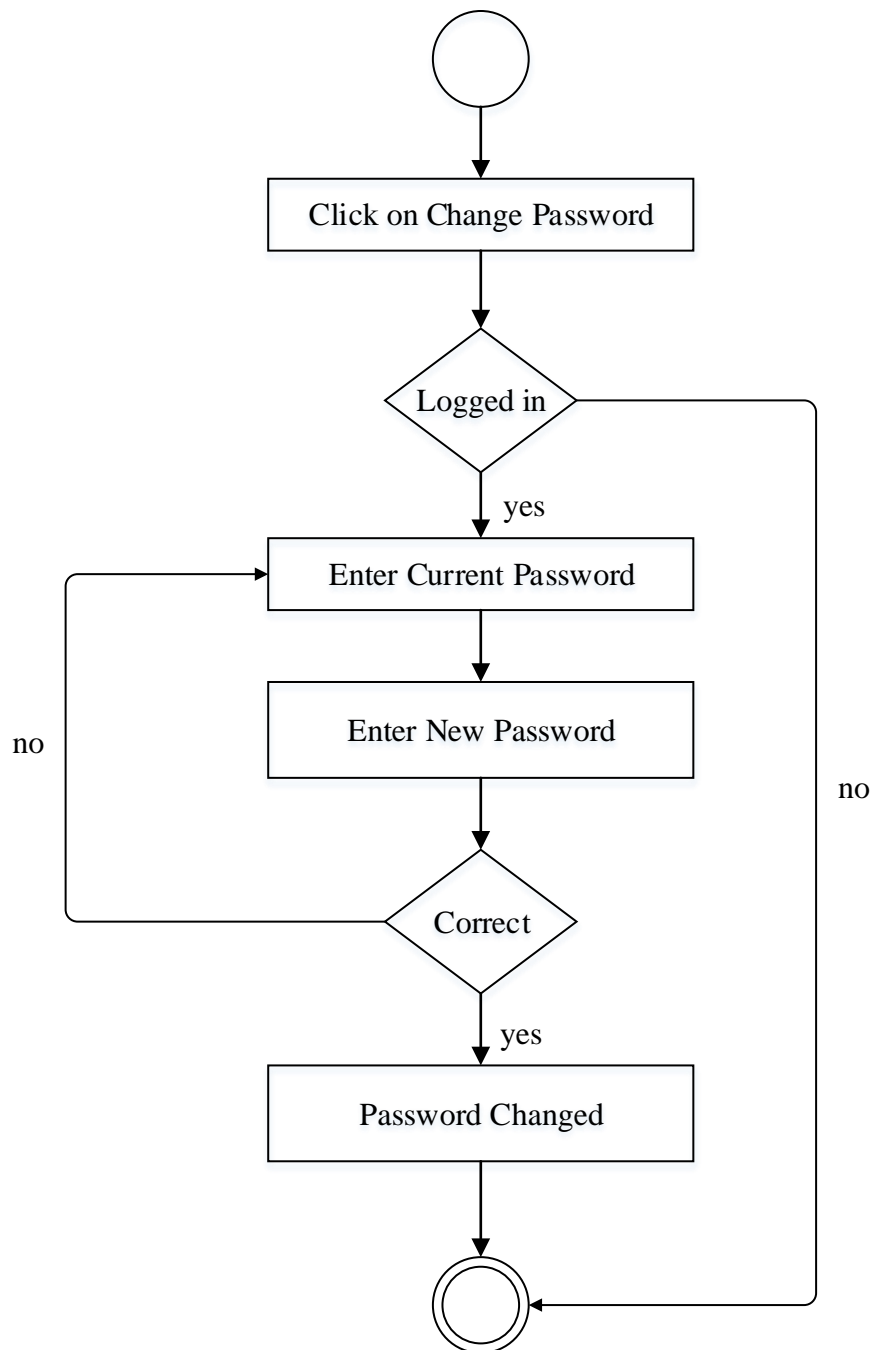 Click on Change Password
Logged in
yes
Enter Current Password
Enter New Password
no
no
Correct
yes
Password Changed